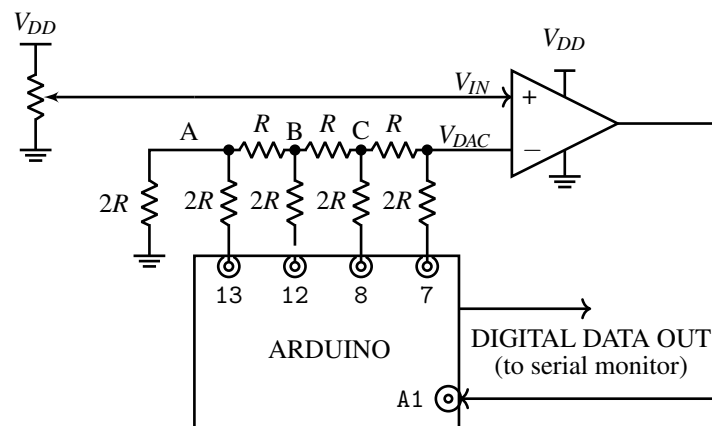 V_DD
V_DD
V_IN
+
A R B R C R
V_DAC
−
2R 2R 2R 2R 2R
13 12 8 7
ARDUINO
DIGITAL DATA OUT
(to serial monitor)
A1